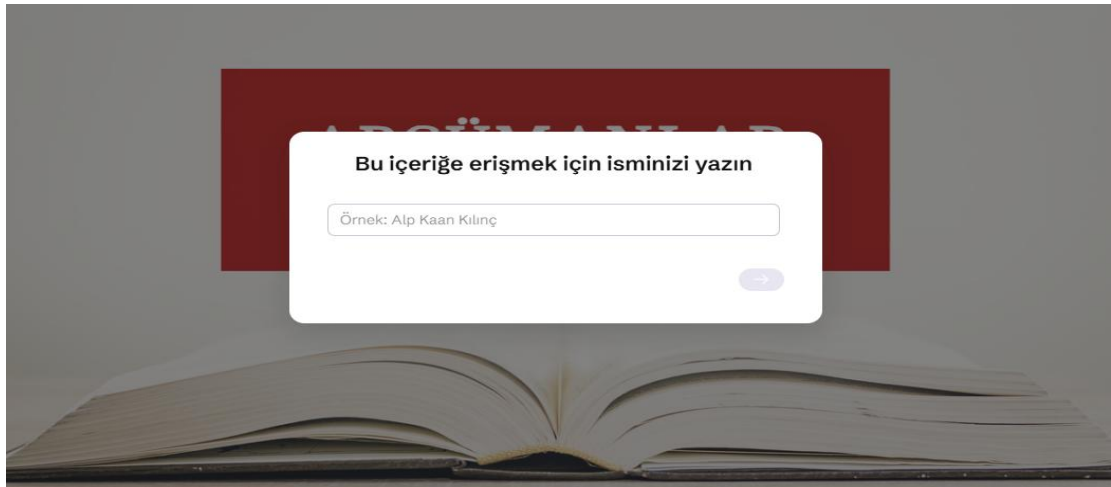 Bu içeriğe erişmek için isminizi yazın
Örnek: Alp Kaan Kılınç